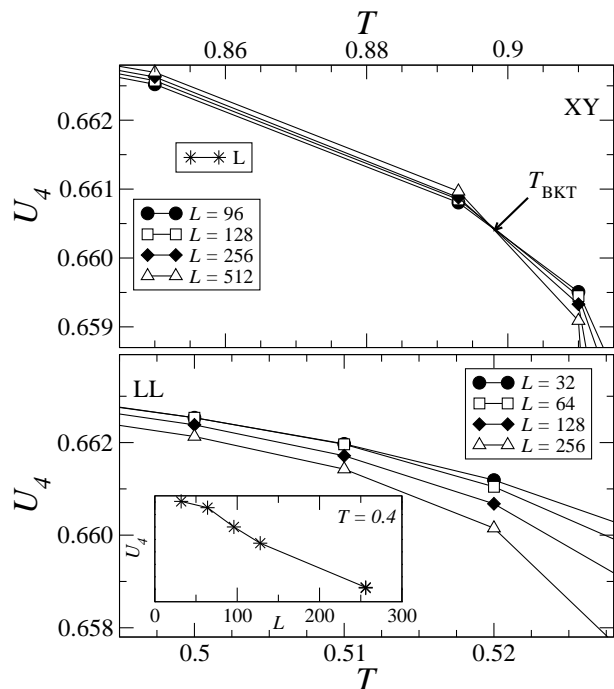 T
0.86 0.88 0.9
XY
0.662
0.661
0.660
0.659
U4
L
L = 96
L = 128
L = 256
L = 512
TBKT
LL
0.662
0.660
0.658
U4
L = 32
L = 64
L = 128
L = 256
T = 0.4
U4
0 100 200 300
L
0.5 0.51 0.52
T